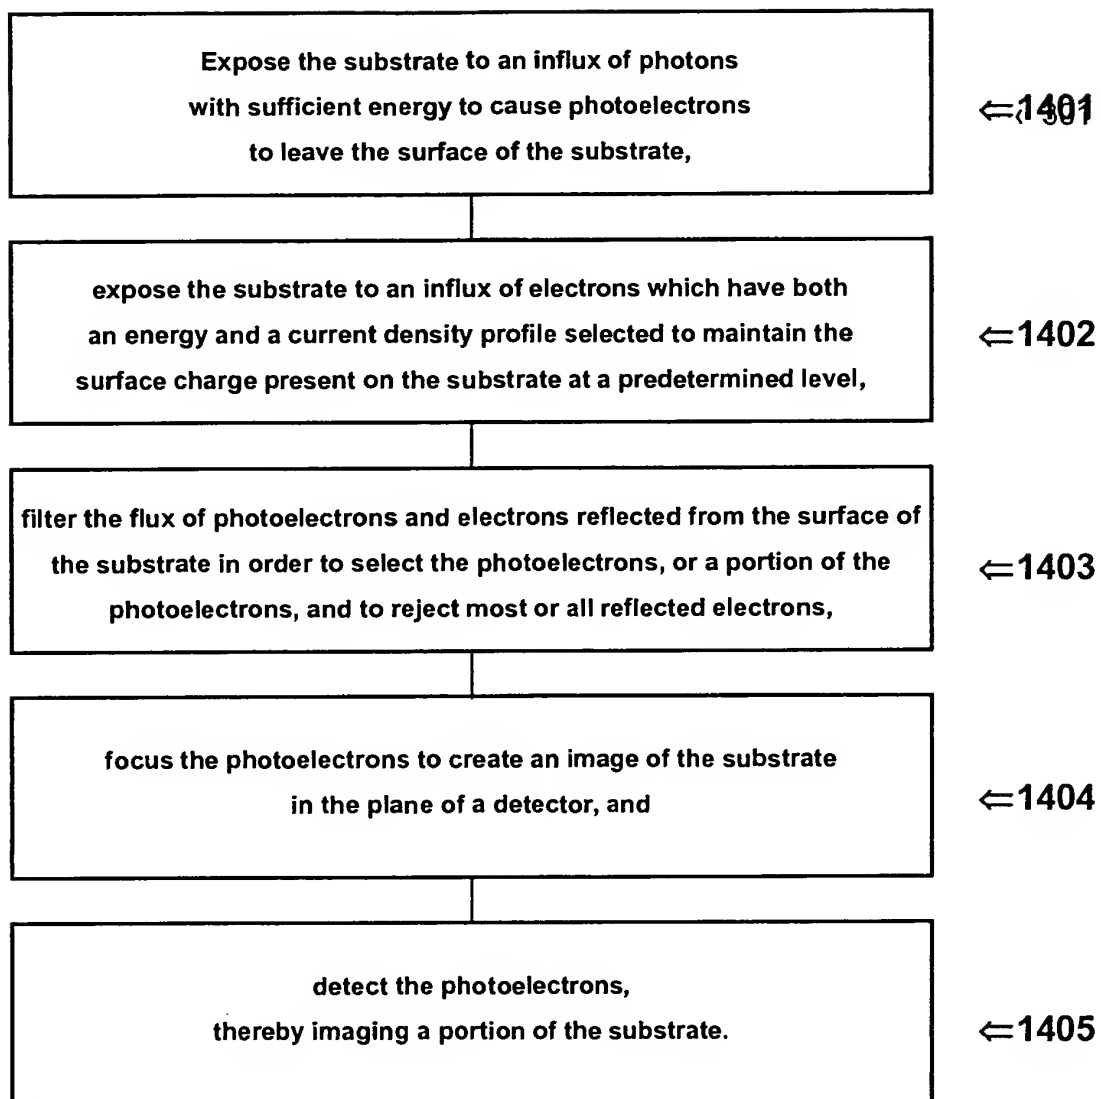 Expose the substrate to an influx of photons
with sufficient energy to cause photoelectrons
to leave the surface of the substrate,
⇐1401
expose the substrate to an influx of electrons which have both
an energy and a current density profile selected to maintain the
surface charge present on the substrate at a predetermined level,
⇐1402
filter the flux of photoelectrons and electrons reflected from the surface of
the substrate in order to select the photoelectrons, or a portion of the
photoelectrons, and to reject most or all reflected electrons,
⇐1403
focus the photoelectrons to create an image of the substrate
in the plane of a detector, and
⇐1404
detect the photoelectrons,
thereby imaging a portion of the substrate.
⇐1405